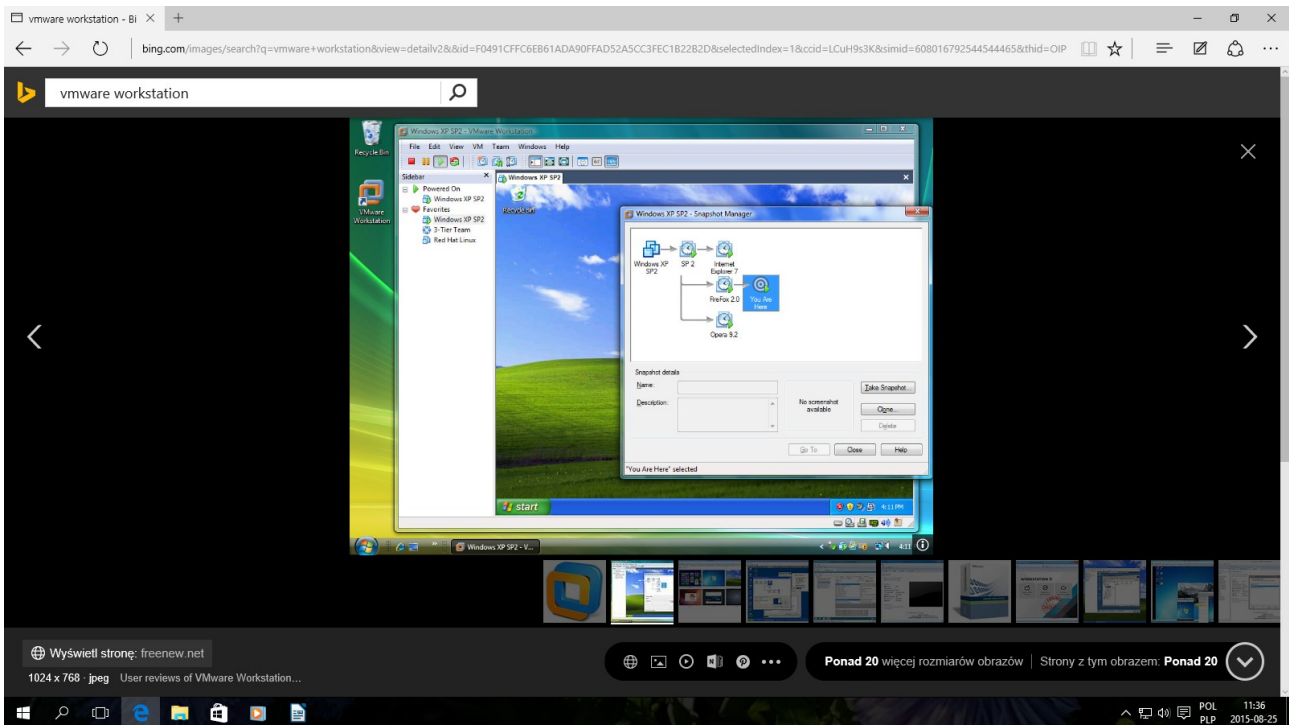 vmware workstation - Bi
bing.com/images/search?q=vmware+workstation&view=detailv2&&id=F0491CFFC6EB61ADA90FFAD52A5CC3FEC1B22B2D&selectedIndex=1&ccid=LCuH9s3K&simid=608016792544544465&thid=OIP
vmware workstation
Recycle Bin
VMware
Workstation
Windows XP SP2 - VMware Workstation
File Edit View VM Team Windows Help
Sidebar
Powered On
Windows XP SP2
Favorites
Windows XP SP2
3-Tier Team
Red Hat Linux
Windows XP SP2
Recycle Bin
Windows XP SP2 - Snapshot Manager
Windows XP
SP2
SP 2
Internet
Explorer 7
FireFox 2.0
You Are
Here
Opera 9.2
Snapshot details
Name:
Description:
No screenshot
available
Take Snapshot...
Clone...
Delete
Go To Close Help
"You Are Here" selected
start
4:11 PM
Windows XP SP2 - V...
4:11
Wyświetl stronę: freenew.net
1024 x 768 · jpeg User reviews of VMware Workstation...
Ponad 20 więcej rozmiarów obrazów | Strony z tym obrazem: Ponad 20
POL 11:36
PLP 2015-08-25